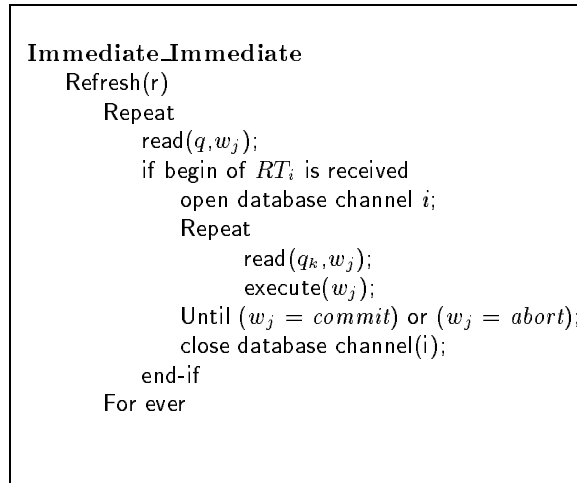 Immediate_Immediate
Refresh(r)
Repeat
read(q,w_j);
if begin of RT_i is received
open database channel i;
Repeat
read(q_k,w_j);
execute(w_j);
Until (w_j = commit) or (w_j = abort);
close database channel(i);
end-if
For ever